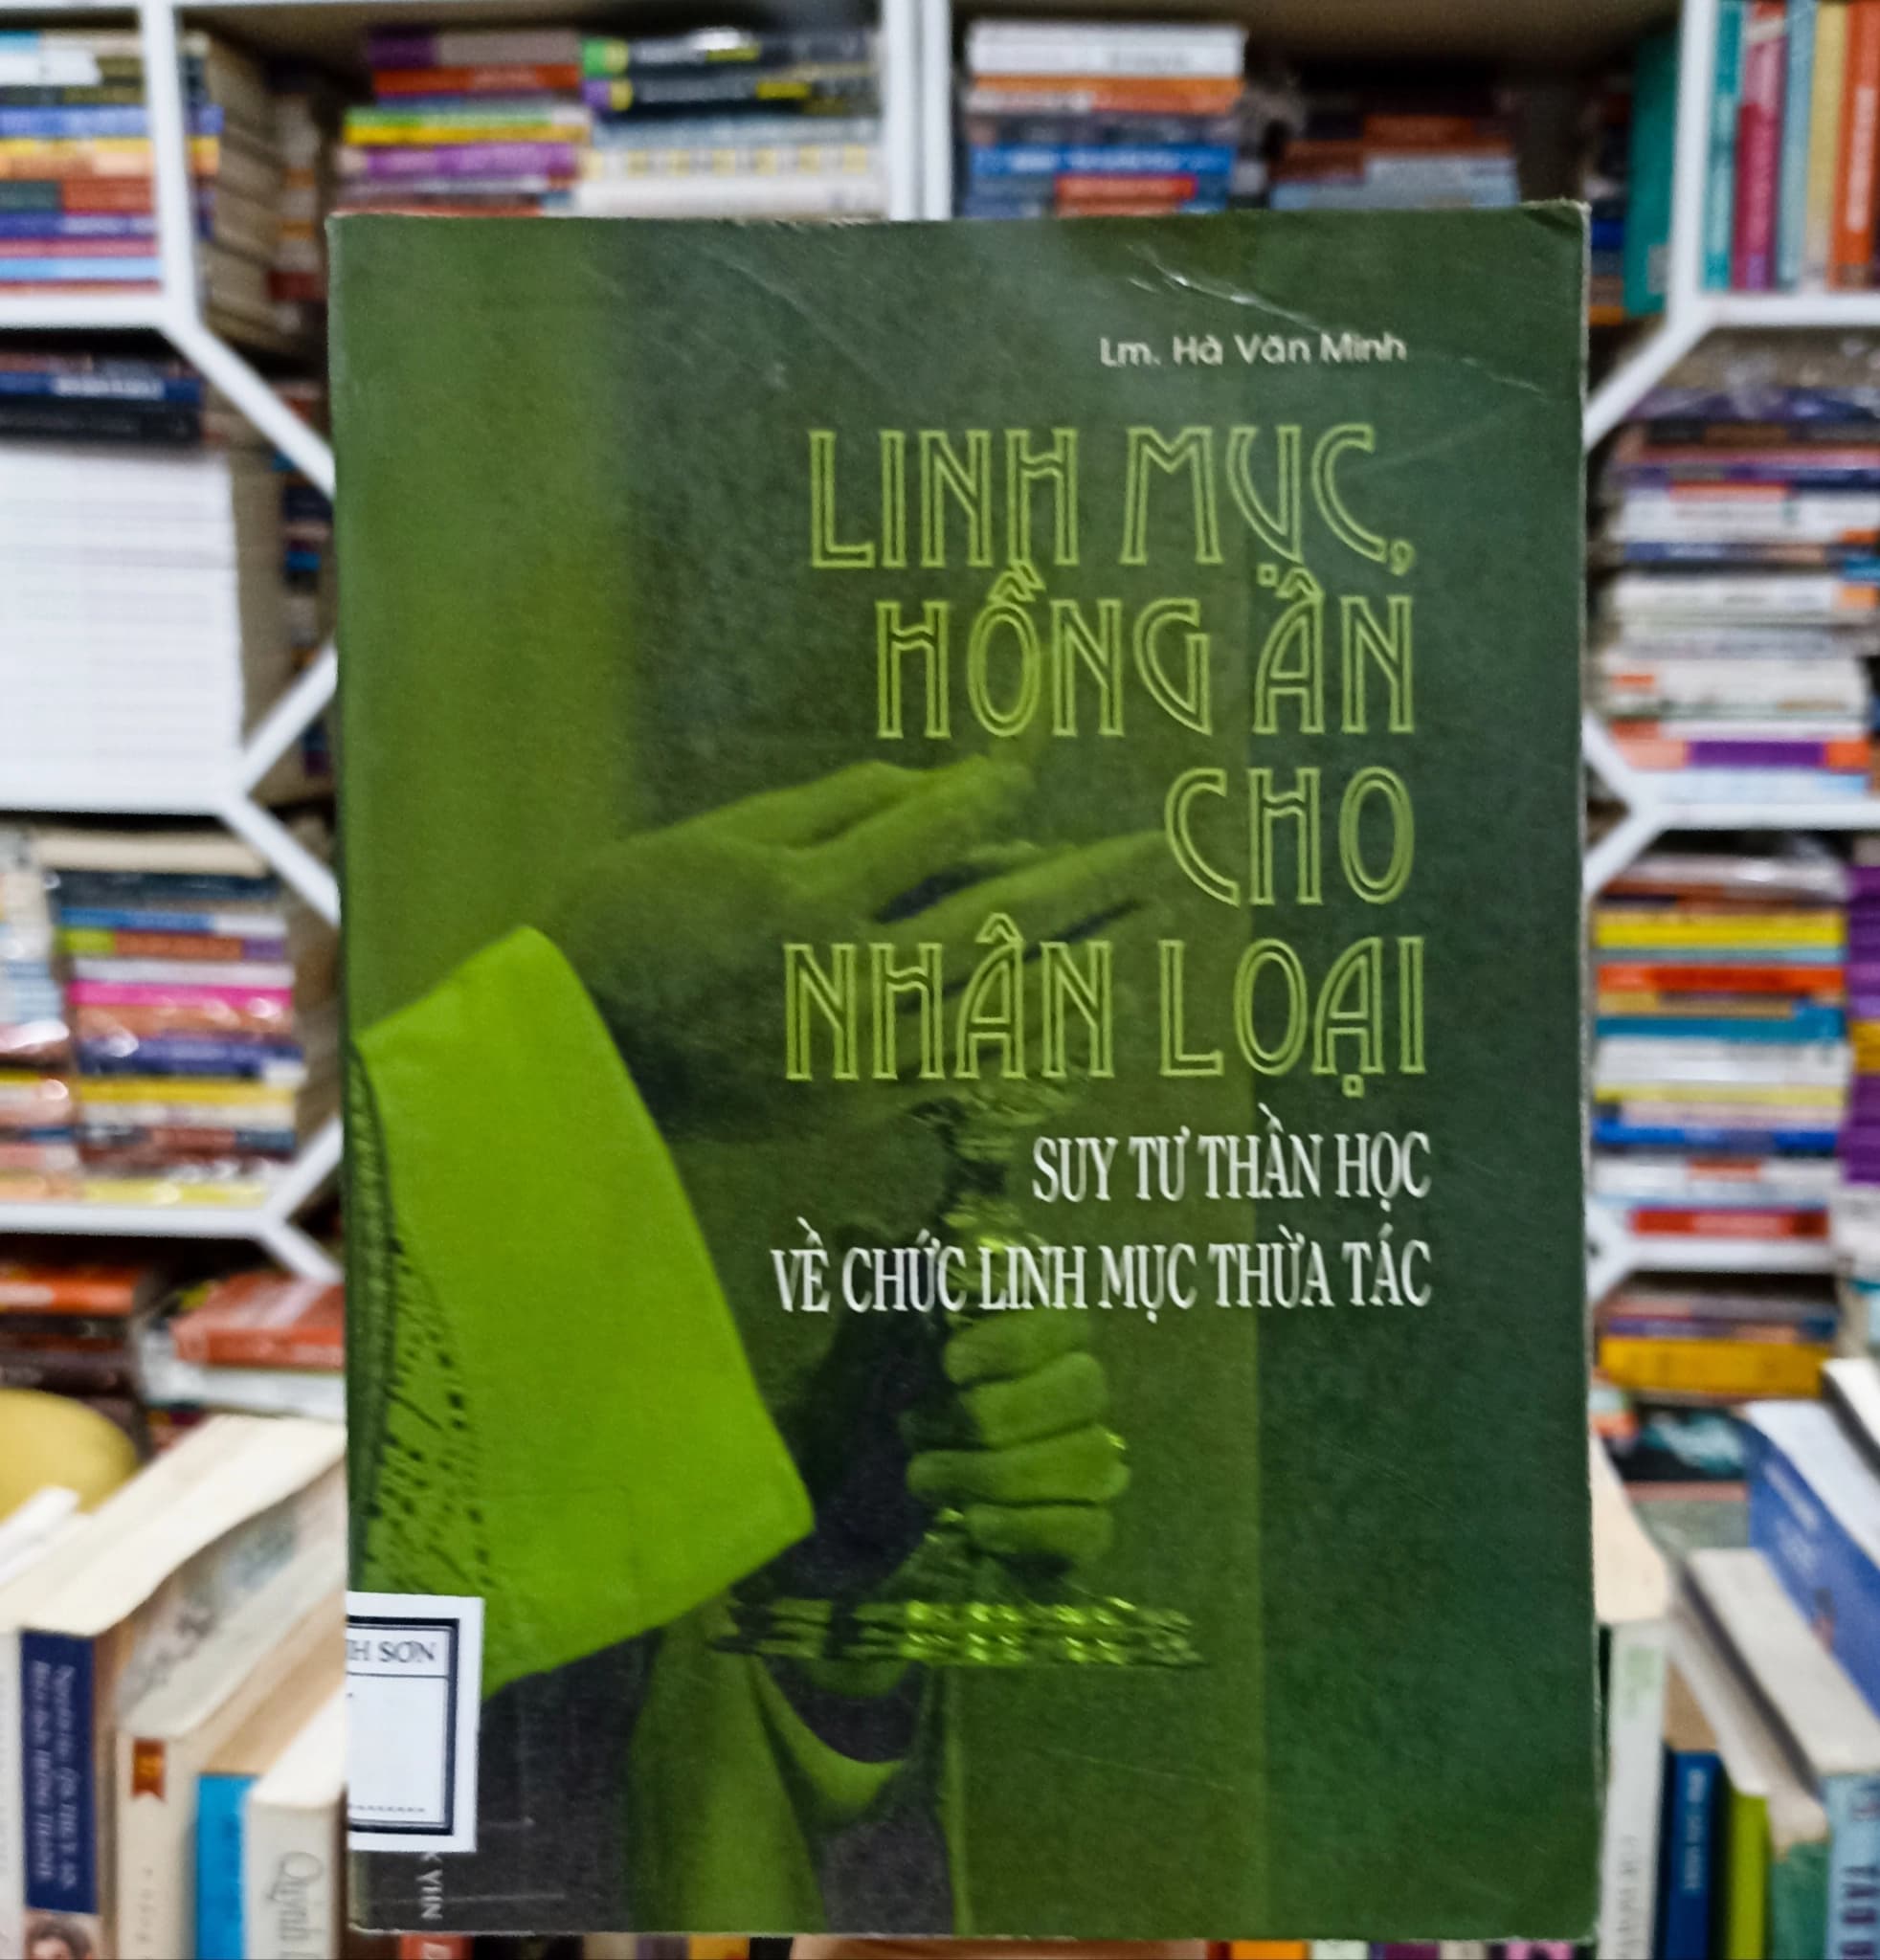 Lm. Hà Văn Minh
LINH MỤC,
HỒNG ÂN
CHO
NHÂN LOẠI
SUY TƯ THẦN HỌC
VỀ CHỨC LINH MỤC THỪA TÁC
H SƠN